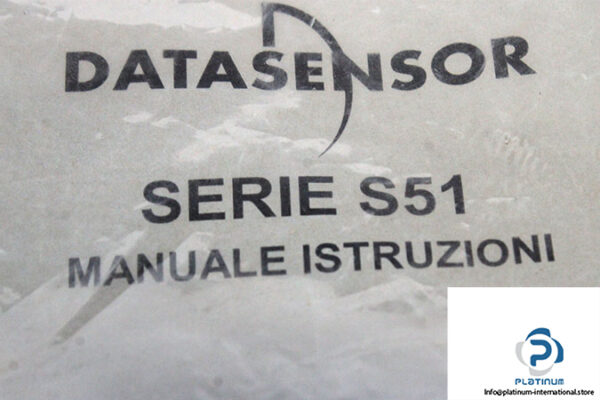 DATASENSOR
SERIE S51
MANUALE ISTRUZIONI
PLATINUM
Info@platinum-international.store